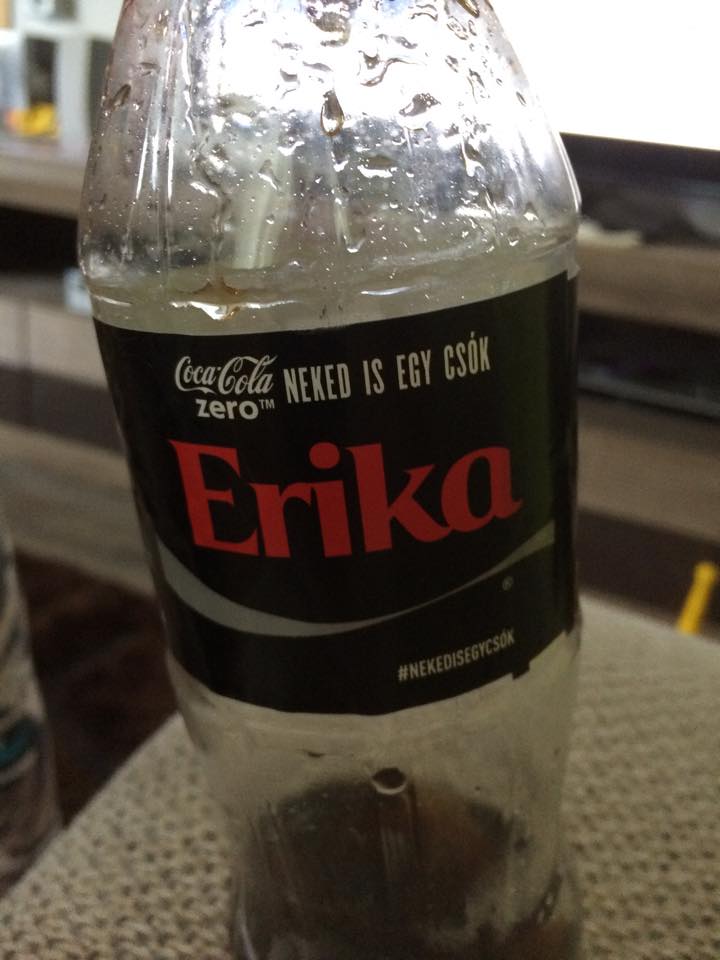 Coca-Cola
zero™
NEKED IS EGY CSÓK
Erika
®
#NEKEDISEGYCSÓK